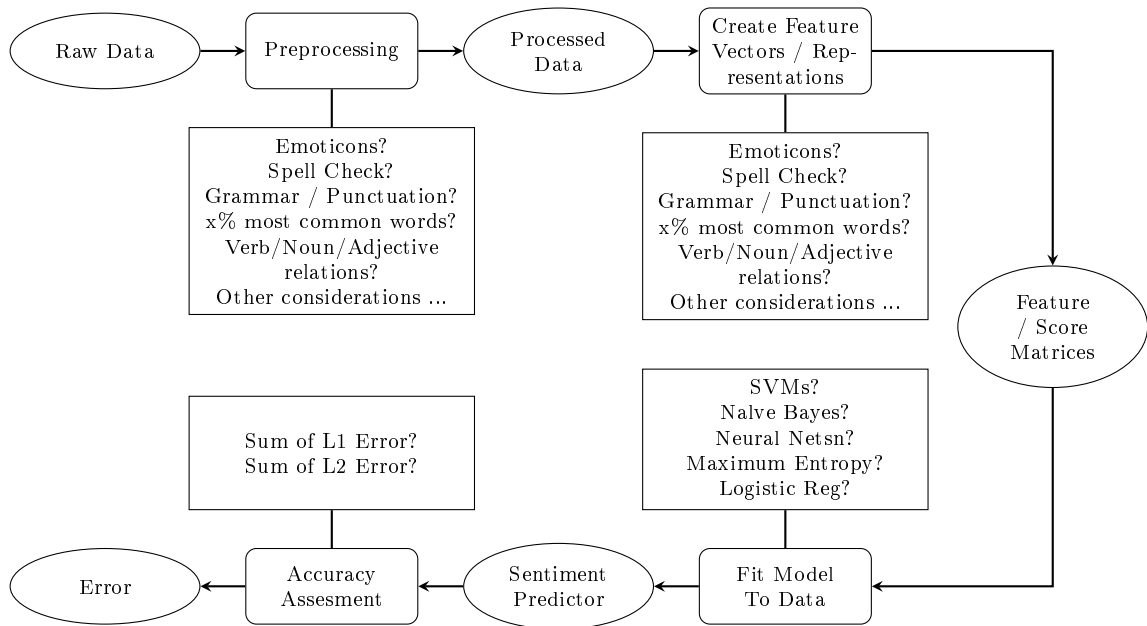 Raw Data
Preprocessing
Processed
Data
Create Feature
Vectors / Rep-
resentations
Emoticons?
Spell Check?
Grammar / Punctuation?
x% most common words?
Verb/Noun/Adjective
relations?
Other considerations ...
Emoticons?
Spell Check?
Grammar / Punctuation?
x% most common words?
Verb/Noun/Adjective
relations?
Other considerations ...
Feature
/ Score
Matrices
SVMs?
Nalve Bayes?
Neural Netsn?
Maximum Entropy?
Logistic Reg?
Sum of L1 Error?
Sum of L2 Error?
Fit Model
To Data
Sentiment
Predictor
Accuracy
Assesment
Error